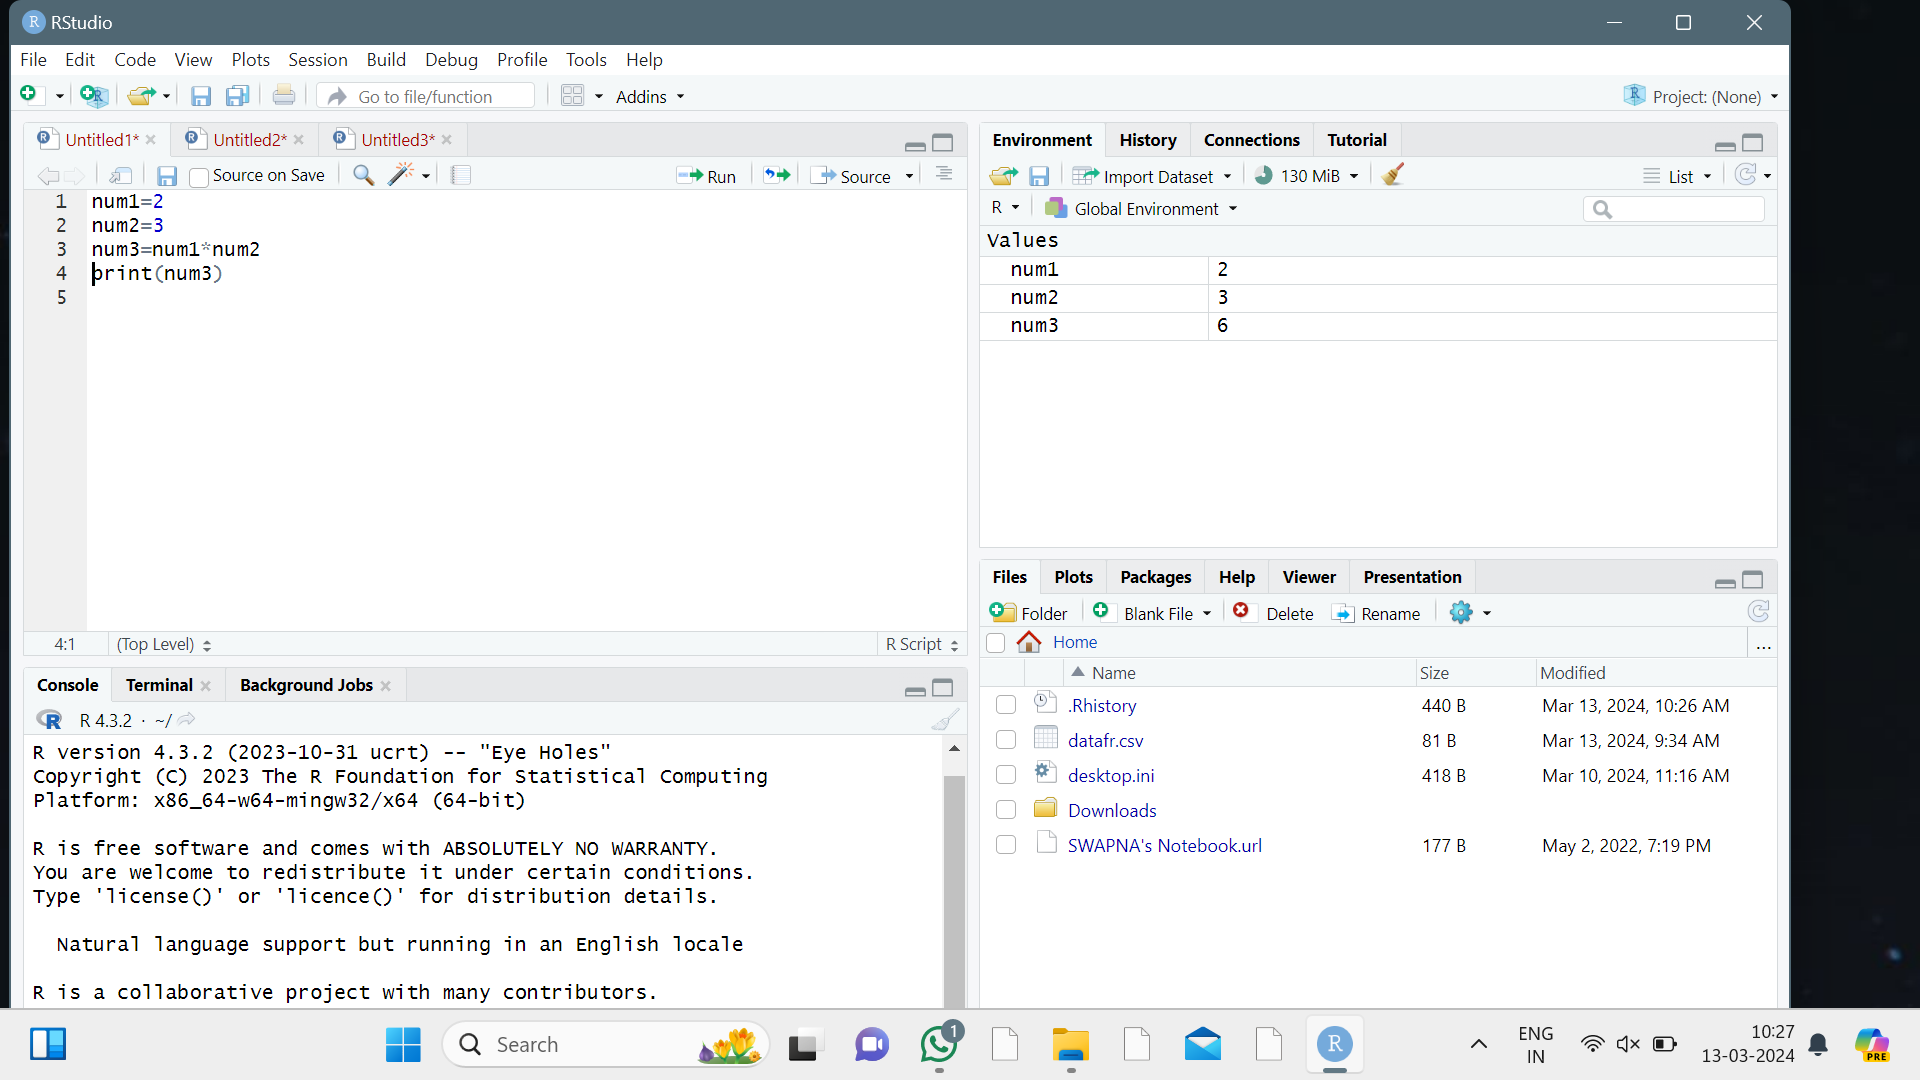 RStudio
File Edit Code View Plots Session Build Debug Profile Tools Help
Go to file/function Addins Project: (None)
Untitled1* Untitled2* Untitled3*
Source on Save Run Source
1 num1=2
2 num2=3
3 num3=num1*num2
4 print(num3)
5
4:1 (Top Level) R Script
Console Terminal Background Jobs
R 4.3.2 · ~/
R version 4.3.2 (2023-10-31 ucrt) -- "Eye Holes"
Copyright (C) 2023 The R Foundation for Statistical Computing
Platform: x86_64-w64-mingw32/x64 (64-bit)
R is free software and comes with ABSOLUTELY NO WARRANTY.
You are welcome to redistribute it under certain conditions.
Type 'license()' or 'licence()' for distribution details.
Natural language support but running in an English locale
R is a collaborative project with many contributors.
Environment History Connections Tutorial
Import Dataset 130 MiB List
R Global Environment
Values
num1 2
num2 3
num3 6
Files Plots Packages Help Viewer Presentation
Folder Blank File Delete Rename
Home ...
Name Size Modified
.Rhistory 440 B Mar 13, 2024, 10:26 AM
datafr.csv 81 B Mar 13, 2024, 9:34 AM
desktop.ini 418 B Mar 10, 2024, 11:16 AM
Downloads
SWAPNA's Notebook.url 177 B May 2, 2022, 7:19 PM
Search 1 R ENG 10:27
IN 13-03-2024 PRE